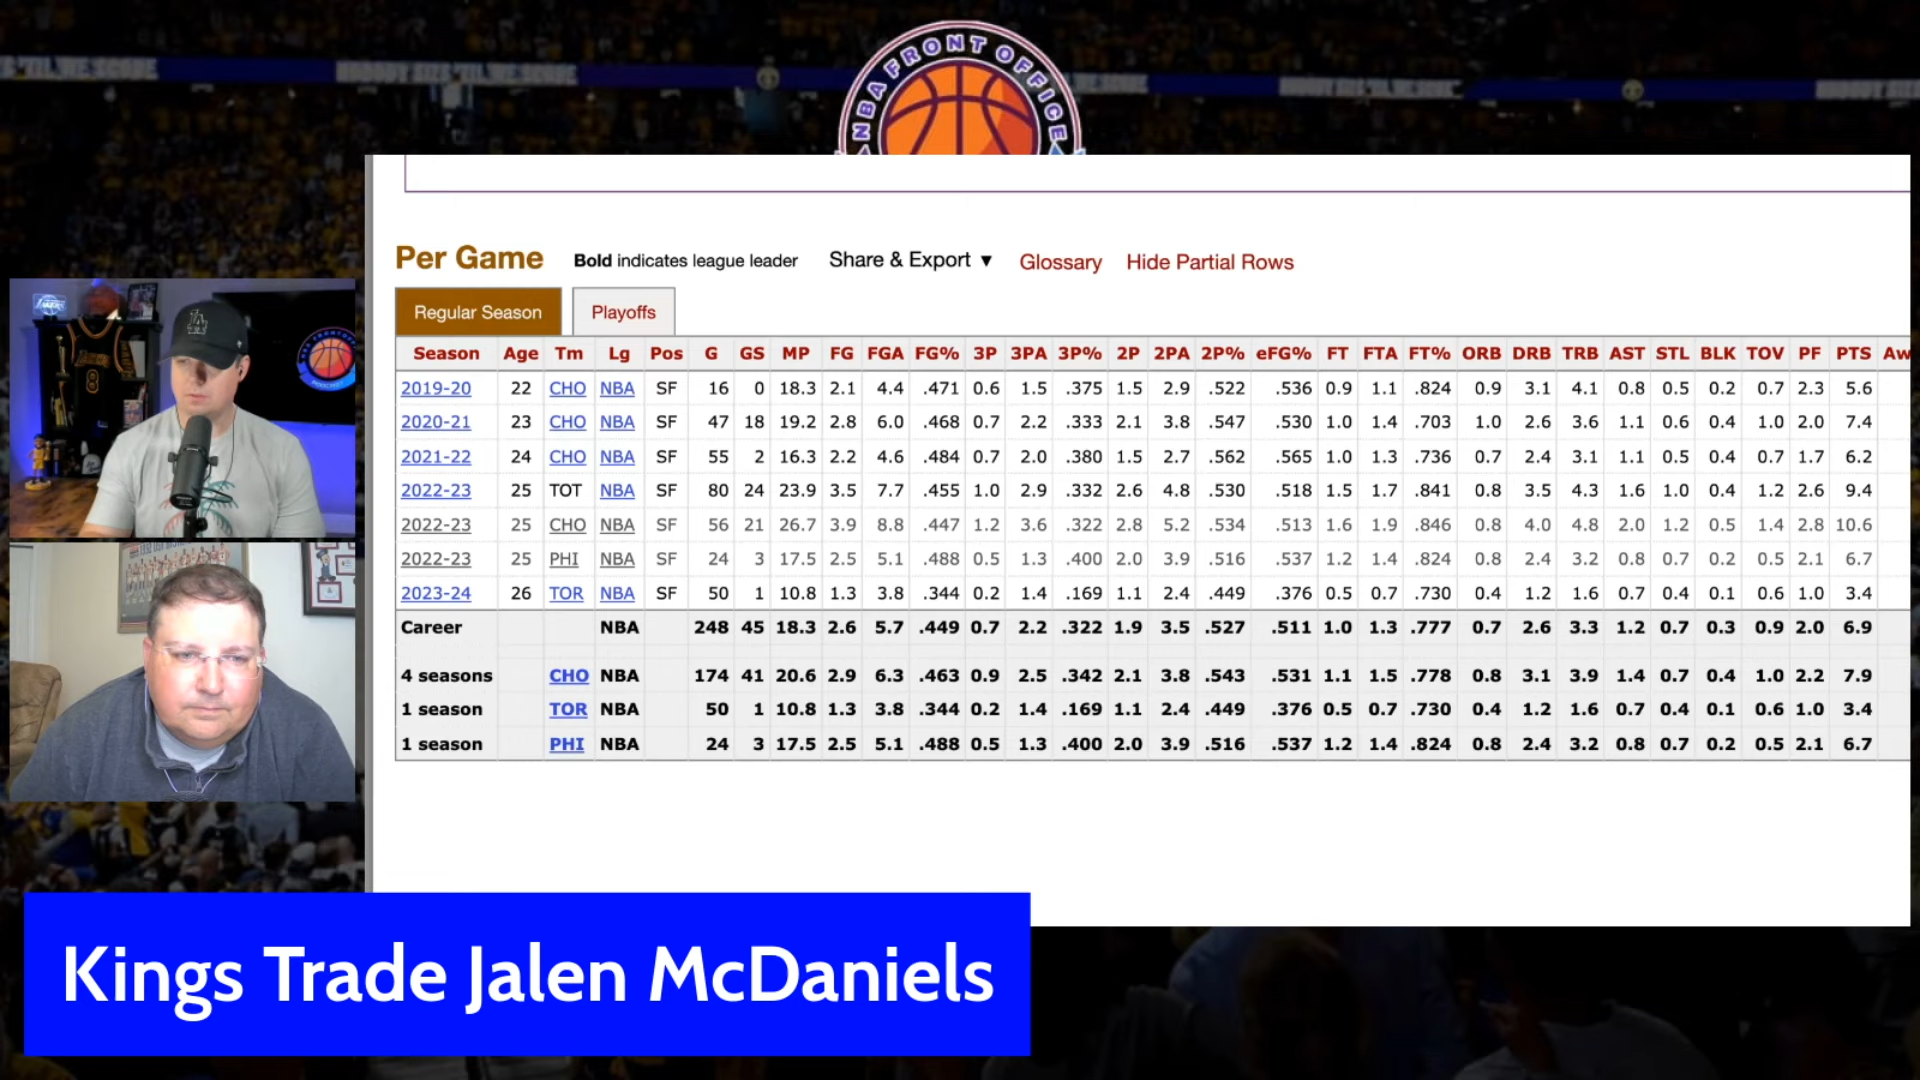 NBA FRONT OFFICE
Per Game Bold indicates league leader Share & Export ▼ Glossary Hide Partial Rows
Regular Season Playoffs
Season Age Tm Lg Pos G GS MP FG FGA FG% 3P 3PA 3P% 2P 2PA 2P% eFG% FT FTA FT% ORB DRB TRB AST STL BLK TOV PF PTS Aw
2019-20 22 CHO NBA SF 16 0 18.3 2.1 4.4 .471 0.6 1.5 .375 1.5 2.9 .522 .536 0.9 1.1 .824 0.9 3.1 4.1 0.8 0.5 0.2 0.7 2.3 5.6
2020-21 23 CHO NBA SF 47 18 19.2 2.8 6.0 .468 0.7 2.2 .333 2.1 3.8 .547 .530 1.0 1.4 .703 1.0 2.6 3.6 1.1 0.6 0.4 1.0 2.0 7.4
2021-22 24 CHO NBA SF 55 2 16.3 2.2 4.6 .484 0.7 2.0 .380 1.5 2.7 .562 .565 1.0 1.3 .736 0.7 2.4 3.1 1.1 0.5 0.4 0.7 1.7 6.2
2022-23 25 TOT NBA SF 80 24 23.9 3.5 7.7 .455 1.0 2.9 .332 2.6 4.8 .530 .518 1.5 1.7 .841 0.8 3.5 4.3 1.6 1.0 0.4 1.2 2.6 9.4
2022-23 25 CHO NBA SF 56 21 26.7 3.9 8.8 .447 1.2 3.6 .322 2.8 5.2 .534 .513 1.6 1.9 .846 0.8 4.0 4.8 2.0 1.2 0.5 1.4 2.8 10.6
2022-23 25 PHI NBA SF 24 3 17.5 2.5 5.1 .488 0.5 1.3 .400 2.0 3.9 .516 .537 1.2 1.4 .824 0.8 2.4 3.2 0.8 0.7 0.2 0.5 2.1 6.7
2023-24 26 TOR NBA SF 50 1 10.8 1.3 3.8 .344 0.2 1.4 .169 1.1 2.4 .449 .376 0.5 0.7 .730 0.4 1.2 1.6 0.7 0.4 0.1 0.6 1.0 3.4
Career NBA 248 45 18.3 2.6 5.7 .449 0.7 2.2 .322 1.9 3.5 .527 .511 1.0 1.3 .777 0.7 2.6 3.3 1.2 0.7 0.3 0.9 2.0 6.9
4 seasons CHO NBA 174 41 20.6 2.9 6.3 .463 0.9 2.5 .342 2.1 3.8 .543 .531 1.1 1.5 .778 0.8 3.1 3.9 1.4 0.7 0.4 1.0 2.2 7.9
1 season TOR NBA 50 1 10.8 1.3 3.8 .344 0.2 1.4 .169 1.1 2.4 .449 .376 0.5 0.7 .730 0.4 1.2 1.6 0.7 0.4 0.1 0.6 1.0 3.4
1 season PHI NBA 24 3 17.5 2.5 5.1 .488 0.5 1.3 .400 2.0 3.9 .516 .537 1.2 1.4 .824 0.8 2.4 3.2 0.8 0.7 0.2 0.5 2.1 6.7
LAKERS
8
LA
Kings Trade Jalen McDaniels